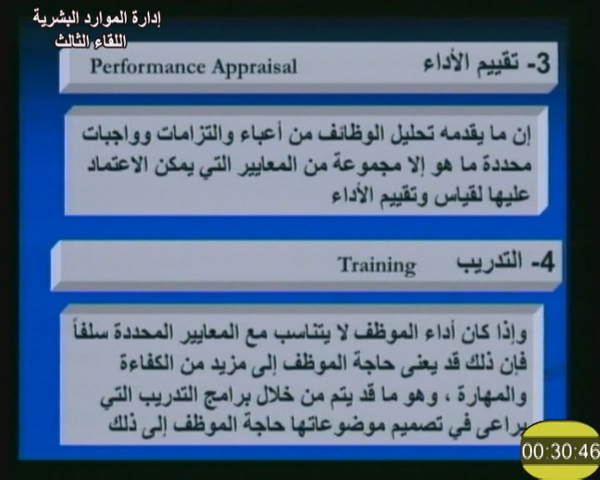 إدارة الموارد البشرية
اللقاء الثالث
3- تقييم الأداء Performance Appraisal
إن ما يقدمه تحليل الوظائف من أعباء والتزامات وواجبات
محددة ما هو إلا مجموعة من المعايير التي يمكن الاعتماد
عليها لقياس وتقييم الأداء
4- التدريب Training
وإذا كان أداء الموظف لا يتناسب مع المعايير المحددة سلفاً
فإن ذلك قد يعنى حاجة الموظف إلى مزيد من الكفاءة
والمهارة ، وهو ما قد يتم من خلال برامج التدريب التي
يراعى في تصميم موضوعاتها حاجة الموظف إلى ذلك
00:30:46